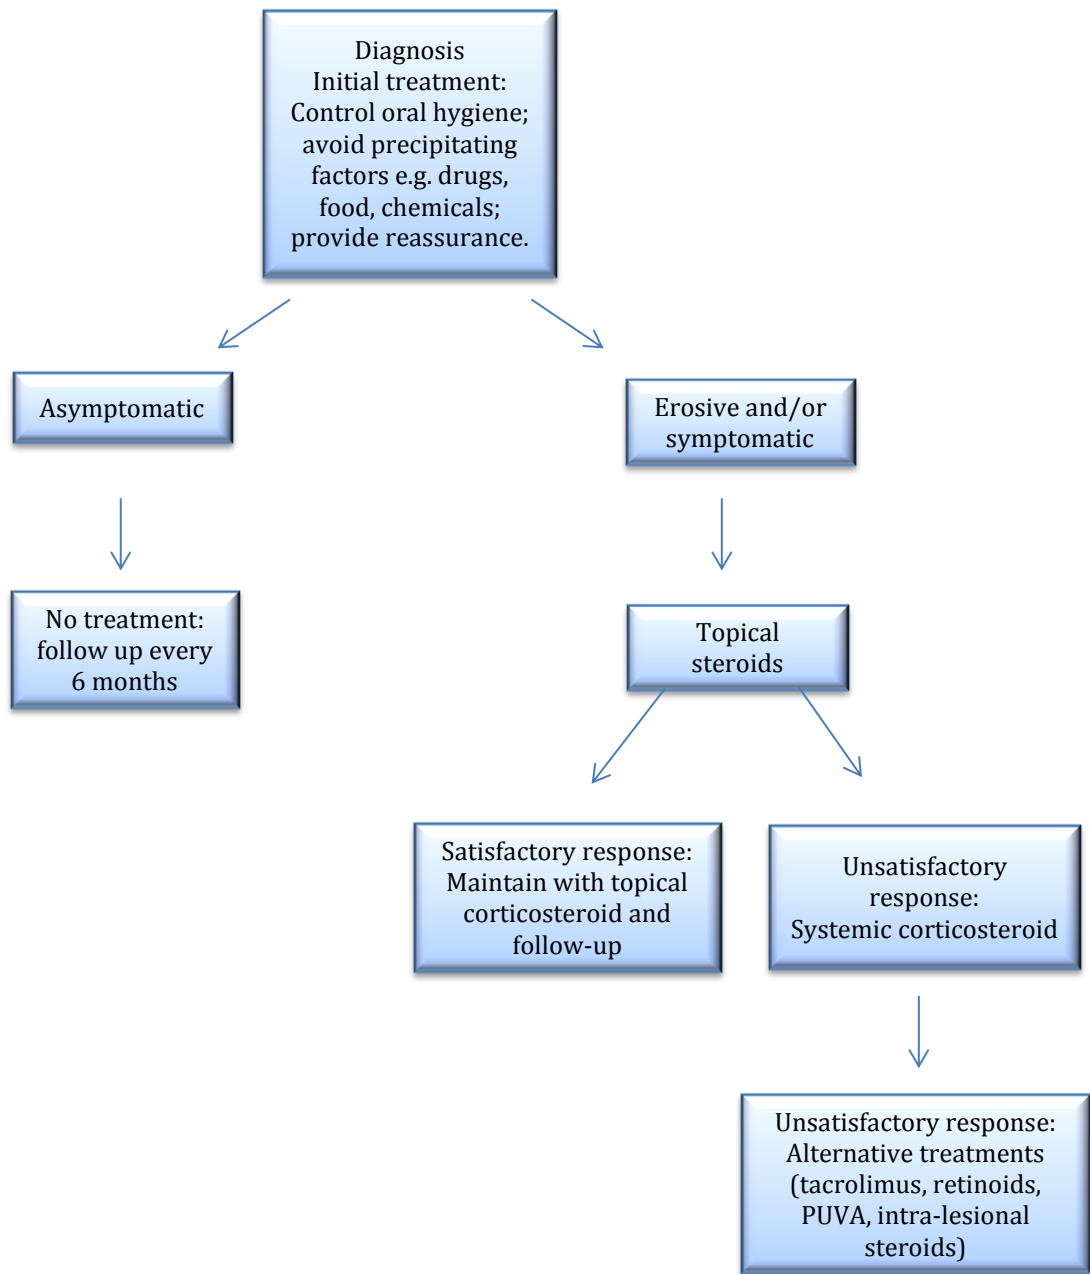 Diagnosis
Initial treatment:
Control oral hygiene;
avoid precipitating
factors e.g. drugs,
food, chemicals;
provide reassurance.
Asymptomatic
Erosive and/or
symptomatic
No treatment:
follow up every
6 months
Topical
steroids
Satisfactory response:
Maintain with topical
corticosteroid and
follow-up
Unsatisfactory
response:
Systemic corticosteroid
Unsatisfactory response:
Alternative treatments
(tacrolimus, retinoids,
PUVA, intra-lesional
steroids)